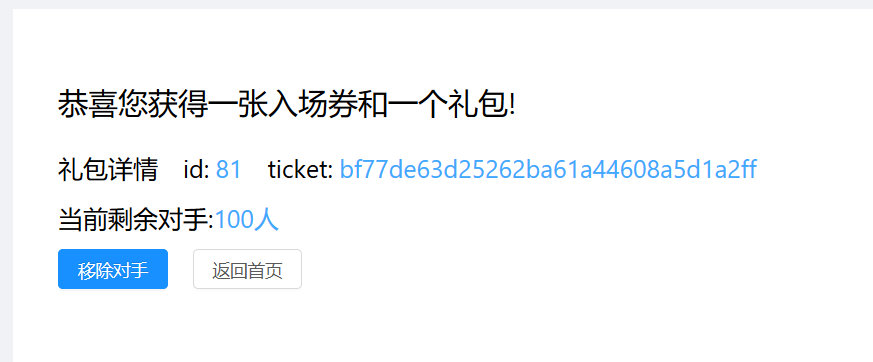 恭喜您获得一张入场券和一个礼包!
礼包详情 id: 81 ticket: bf77de63d25262ba61a44608a5d1a2ff
当前剩余对手:100人
移除对手 返回首页